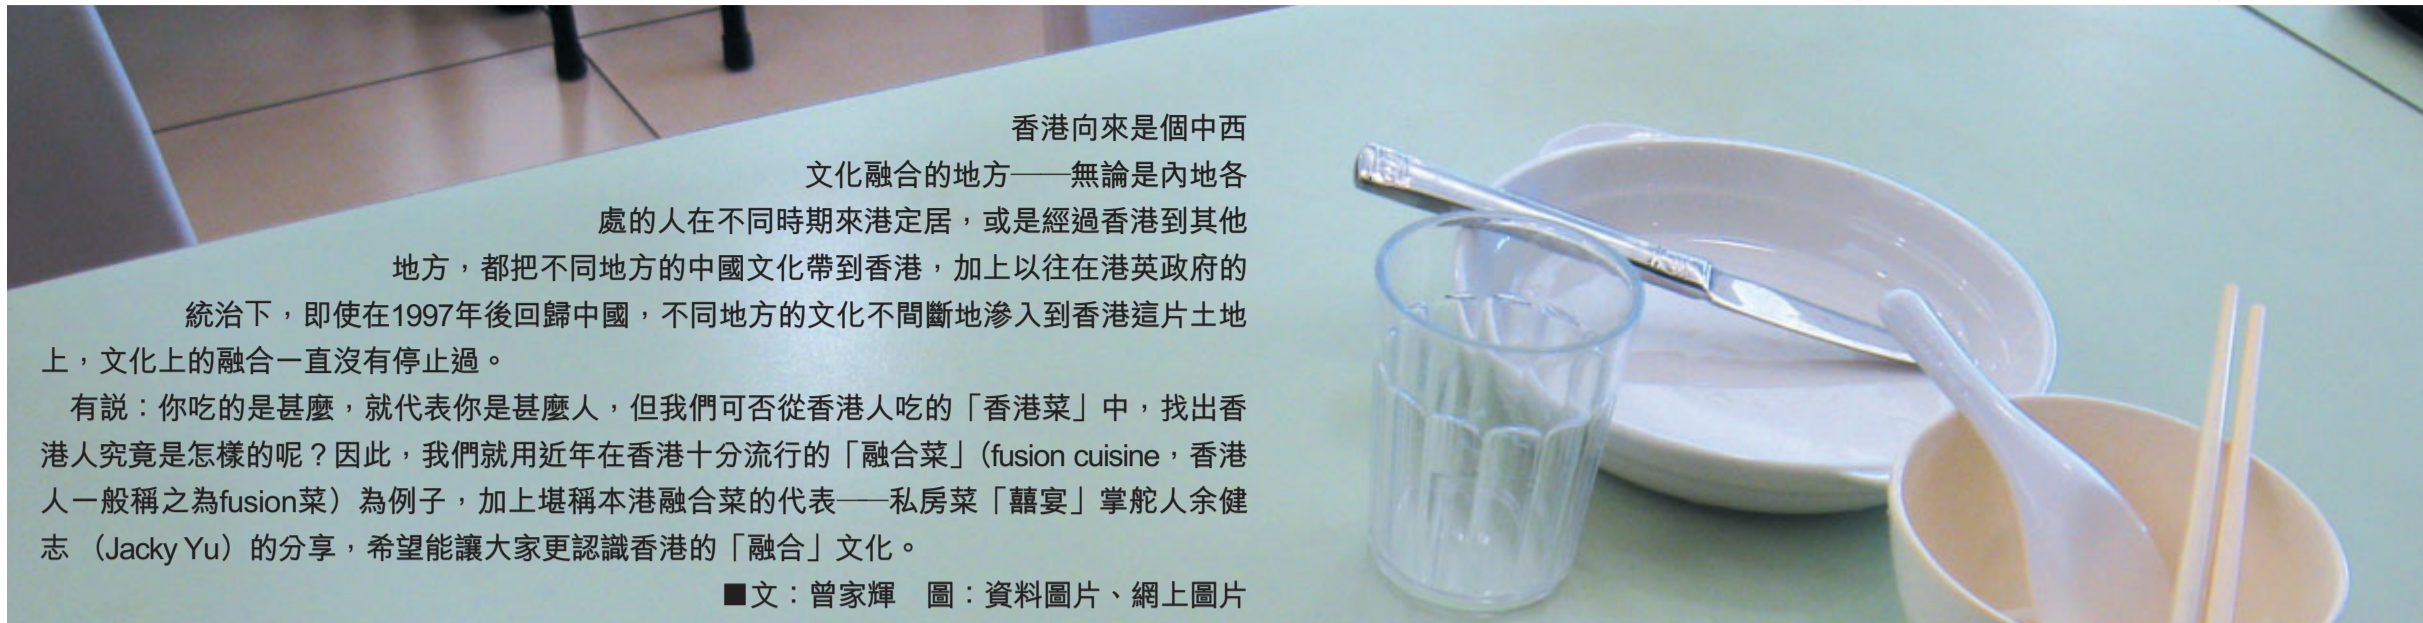 香港向來是個中西
文化融合的地方——無論是內地各
處的人在不同時期來港定居，或是經過香港到其他
地方，都把不同地方的中國文化帶到香港，加上以往在港英政府的
統治下，即使在1997年後回歸中國，不同地方的文化不間斷地滲入到香港這片土地
上，文化上的融合一直沒有停止過。
有説：你吃的是甚麼，就代表你是甚麼人，但我們可否從香港人吃的「香港菜」中，找出香
港人究竟是怎樣的呢？因此，我們就用近年在香港十分流行的「融合菜」（fusion cuisine，香港
人一般稱之為fusion菜）為例子，加上堪稱本港融合菜的代表——私房菜「囍宴」掌舵人余健
志 （Jacky Yu）的分享，希望能讓大家更認識香港的「融合」文化。
■文：曾家輝　圖：資料圖片、網上圖片